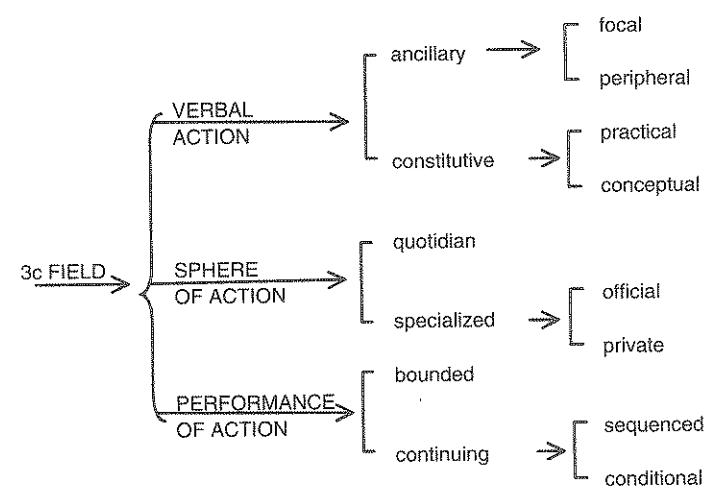 focal
ancillary
peripheral
VERBAL
ACTION
practical
constitutive
conceptual
quotidian
3c FIELD
SPHERE
OF ACTION
official
specialized
private
bounded
PERFORMANCE
OF ACTION
sequenced
continuing
conditional